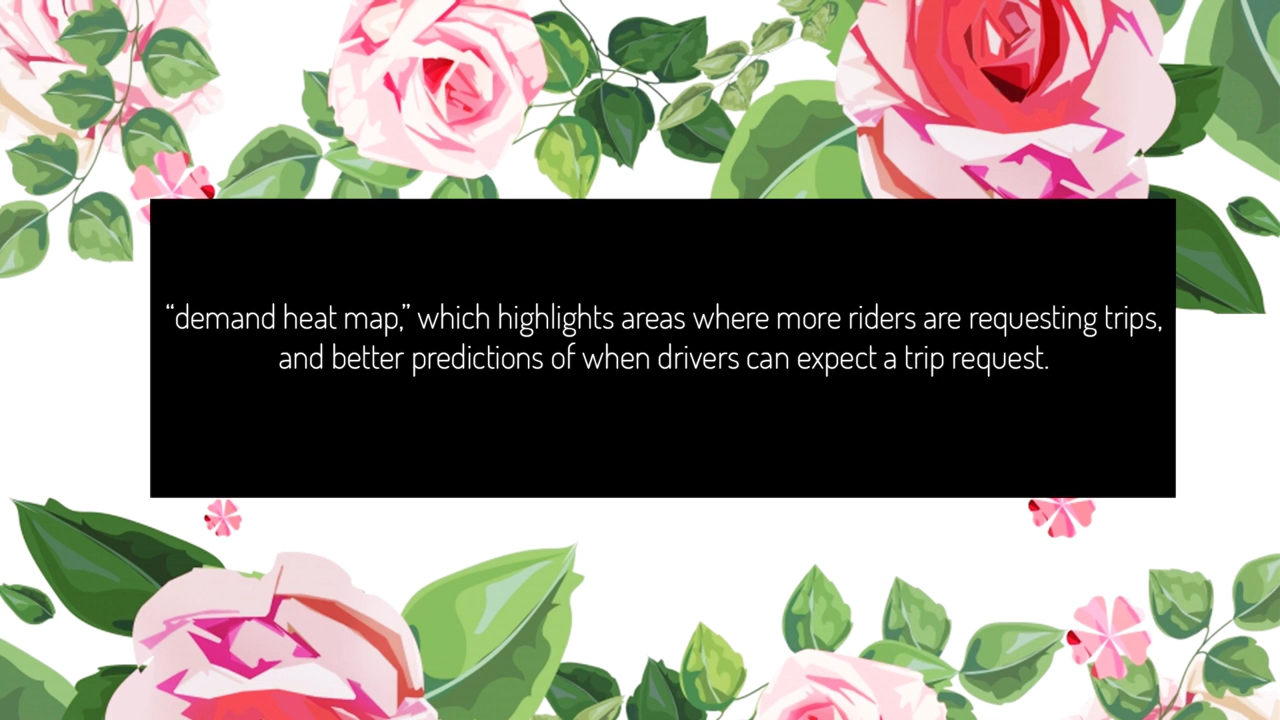 “demand heat map,” which highlights areas where more riders are requesting trips,
and better predictions of when drivers can expect a trip request.